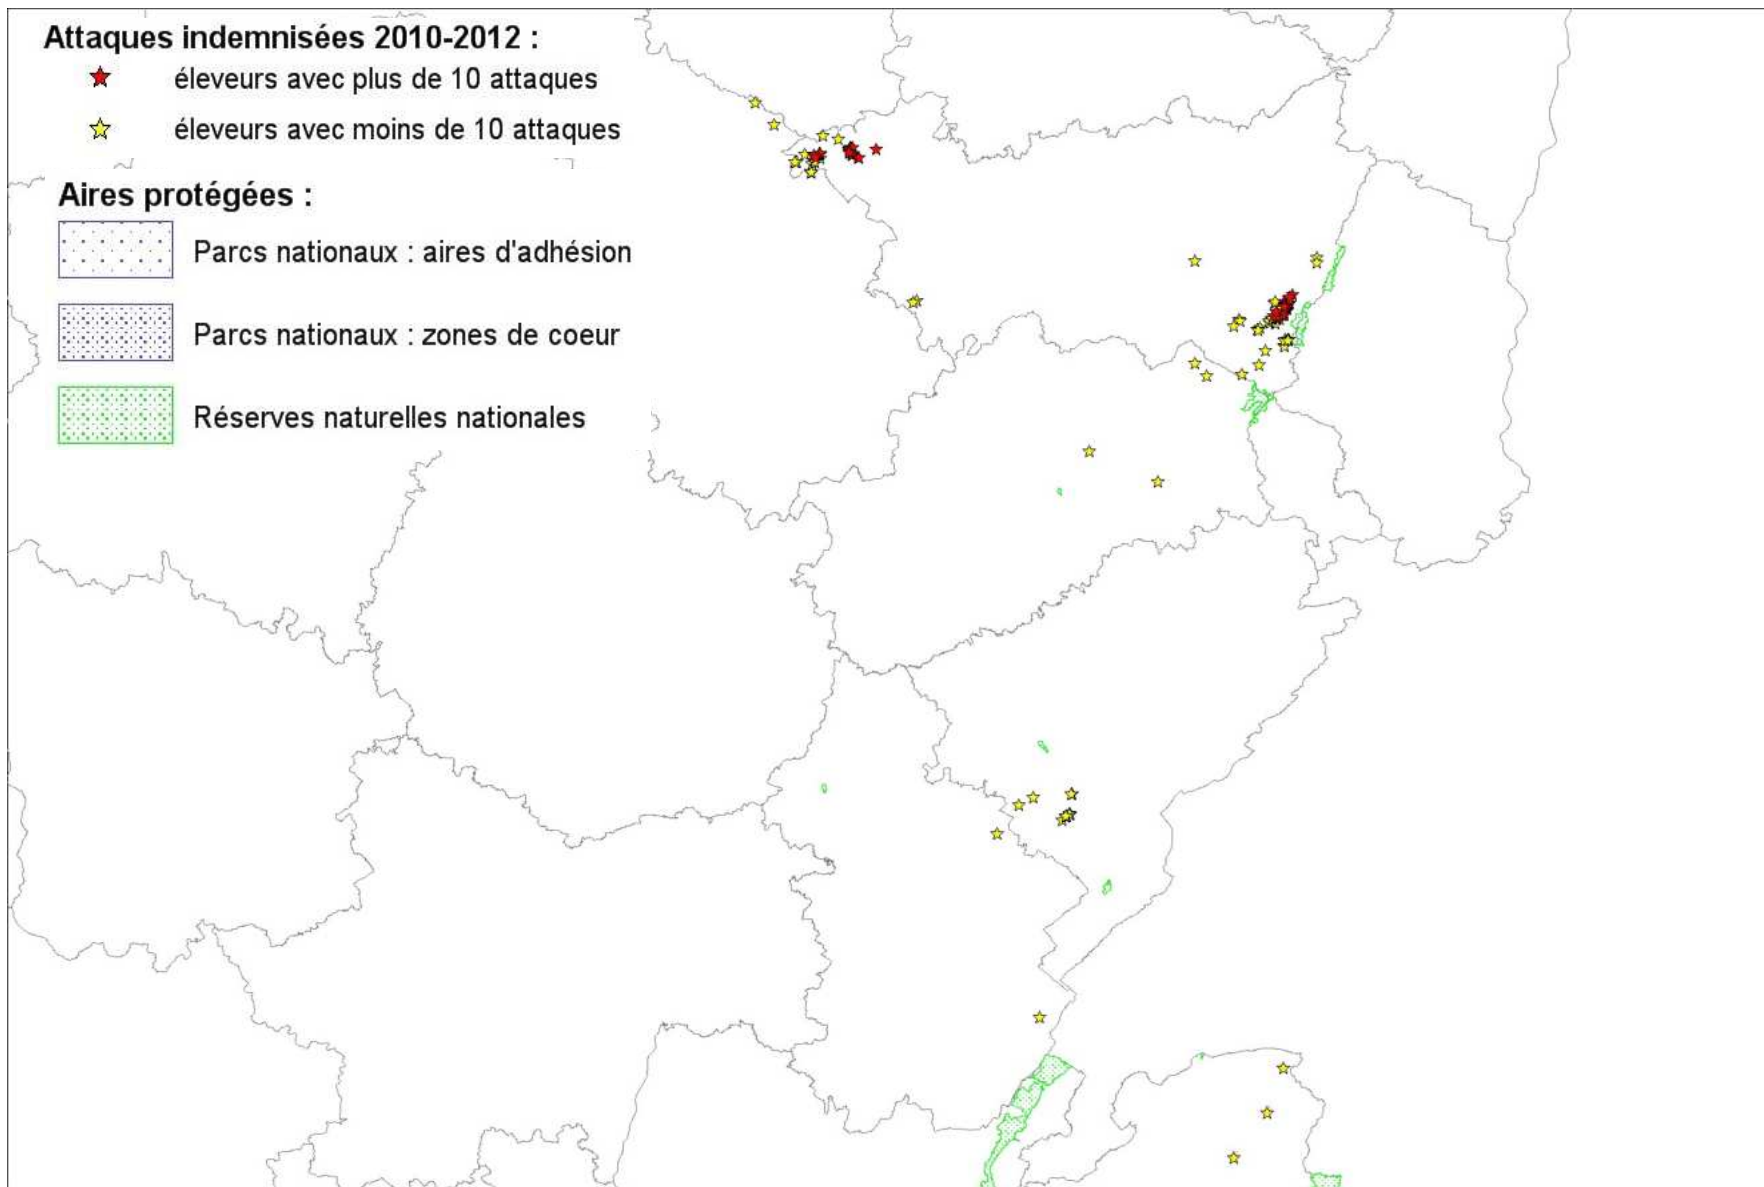 Attaques indemnisées 2010-2012 :
éleveurs avec plus de 10 attaques
éleveurs avec moins de 10 attaques
Aires protégées :
Parcs nationaux : aires d'adhésion
Parcs nationaux : zones de coeur
Réserves naturelles nationales